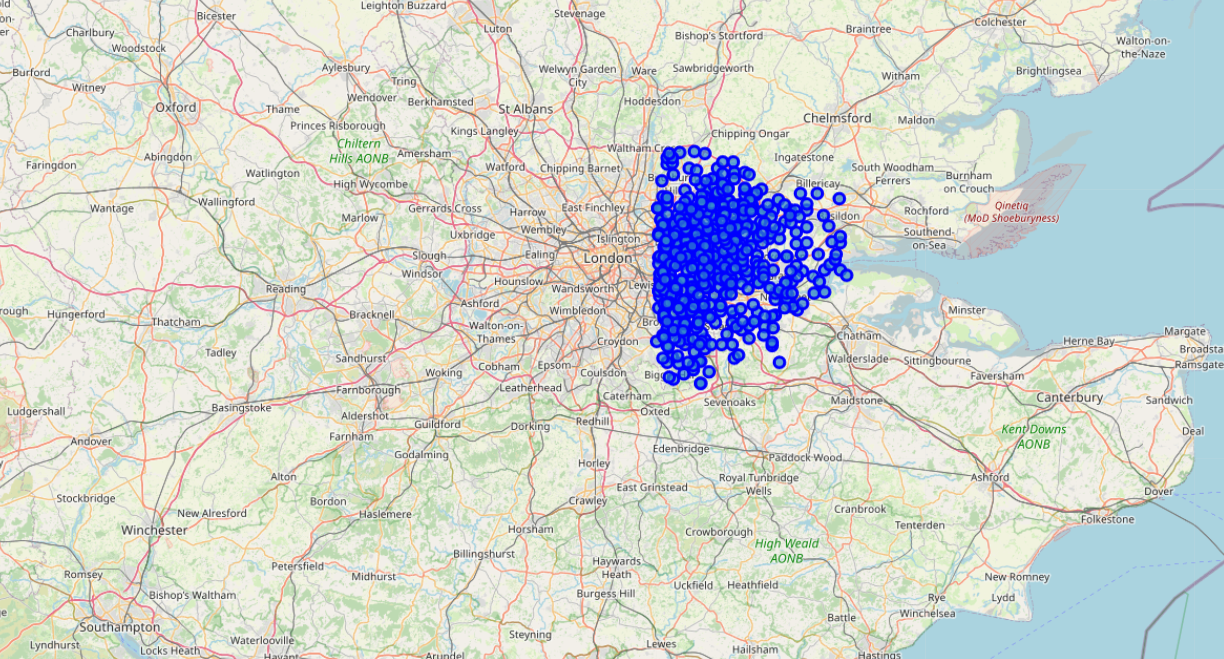 Leighton Buzzard
Stevenage
Bicester
Luton
Bishop's Stortford
Braintree
Colchester
Charlbury
Woodstock
Walton-on-
the-Naze
Burford
Aylesbury
Welwyn Garden
City
Ware
Sawbridgeworth
Witham
Brightlingsea
Witney
Tring
Oxford
Thame
Wendover
Berkhamsted
St Albans
Hoddesdon
Chelmsford
Maldon
Princes Risborough
Kings Langley
Chipping Ongar
Chiltern
Hills AONB
Amersham
Waltham Cr
Abingdon
Faringdon
Watlington
Watford
Chipping Barnet
Ingatestone
South Woodham
Ferrers
Burnham
on Crouch
High Wycombe
Billericay
Wantage
Wallingford
Marlow
Gerrards Cross
Harrow
East Finchley
sildon
Rochford
Qinetiq
(MoD Shoeburyness)
Uxbridge
Wembley
Islington
Southend-
on-Sea
Slough
Ealing
London
Windsor
Reading
Hounslow
Wandsworth
Lewis
Ashford
Wimbledon
Hungerford
Thatcham
Bracknell
Walton-on-
Thames
Croydon
Bro
Chatham
Minster
Margate
Broadsta
Ramsgate
Herne Bay
Tadley
Sandhurst
Woking
Cobham
Epsom
Coulsdon
Bigg
Walderslade
Sittingbourne
Faversham
Farnborough
Leatherhead
Caterham
Sevenoaks
Maidstone
Canterbury
Sandwich
Ludgershall
Basingstoke
Aldershot
Guildford
Dorking
Redhill
Oxted
Kent Downs
AONB
Deal
Andover
Farnham
Godalming
Edenbridge
Paddock Wood
Alton
Horley
Ashford
Stockbridge
Bordon
Crawley
East Grinstead
Royal Tunbridge
Wells
Dover
New Alresford
Haslemere
Cranbrook
Folkestone
Winchester
Horsham
Crowborough
Tenterden
Billingshurst
High Weald
AONB
Petersfield
Haywards
Heath
Romsey
Midhurst
Uckfield
Heathfield
New Romney
Bishop's Waltham
Burgess Hill
Rye
Lydd
Southampton
Winchelsea
Steyning
Battle
Waterlooville
Lewes
Hailsham
Lyndhurst
Locks Heath
Arundel
Hastings